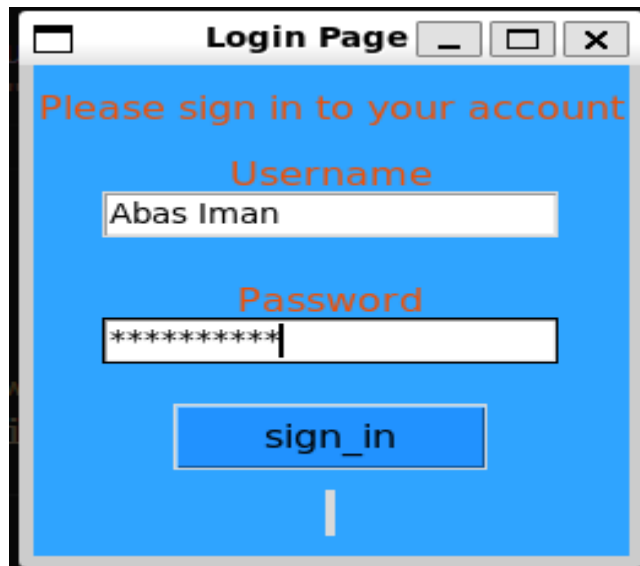 Login Page
Please sign in to your account
Username
Abas Iman
Password
**********
sign_in